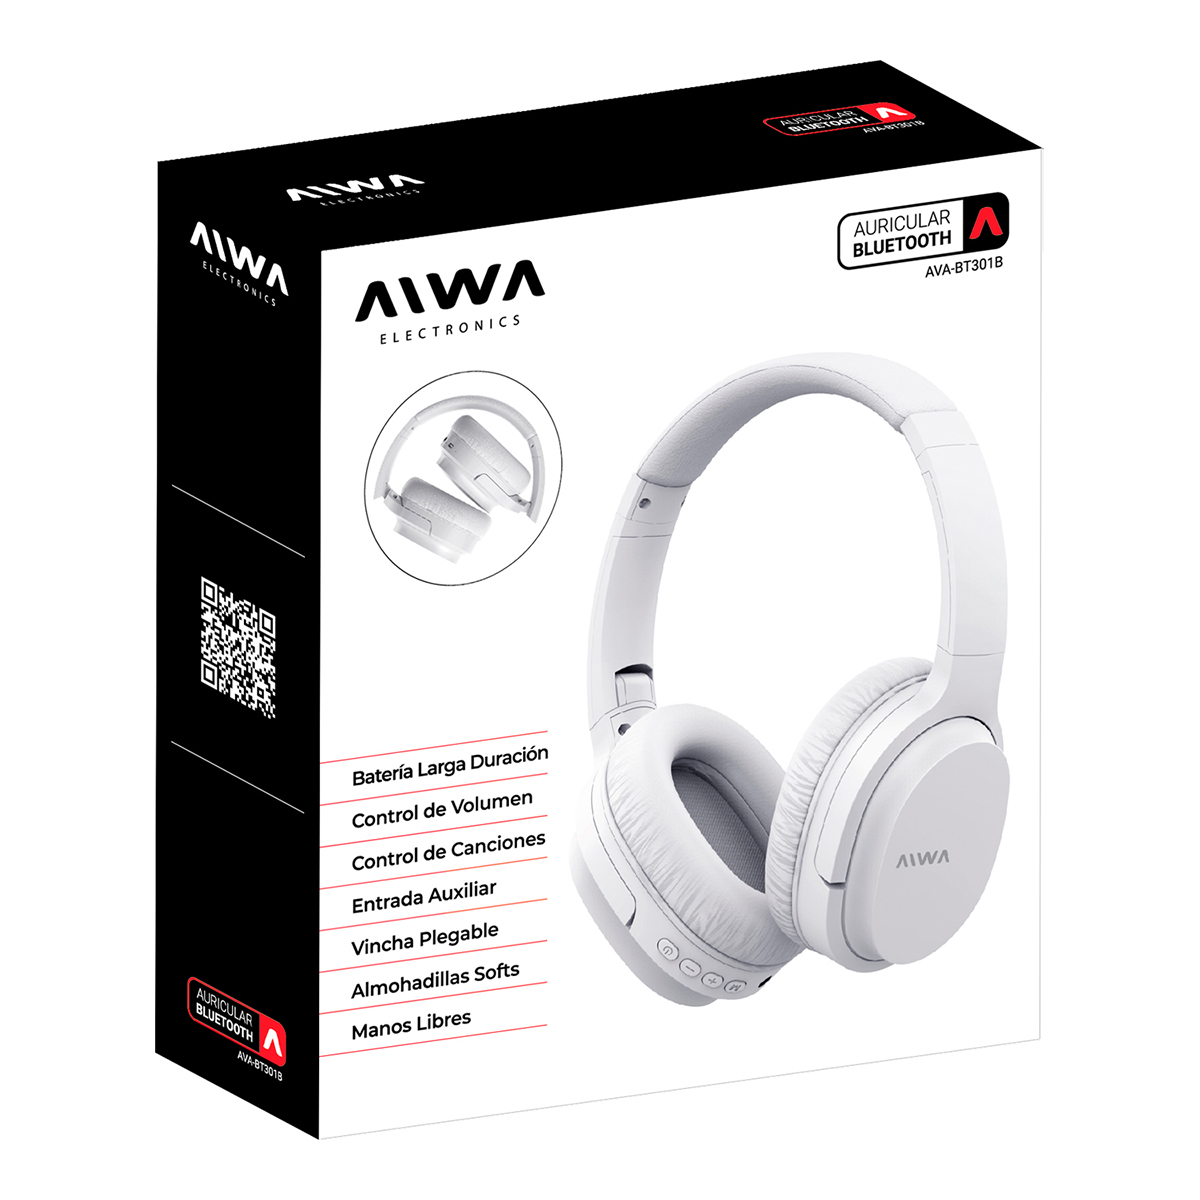 AIWA
ELECTRONICS
AURICULAR
BLUETOOTH
AVA-BT301B
AIWA
ELECTRONICS
AURICULAR
BLUETOOTH
AVA-BT301B
AIWA
ELECTRONICS
Batería Larga Duración
Control de Volumen
Control de Canciones
Entrada Auxiliar
Vincha Plegable
Almohadillas Softs
Manos Libres
AIWA
M
AURICULAR
BLUETOOTH
AVA-BT301B